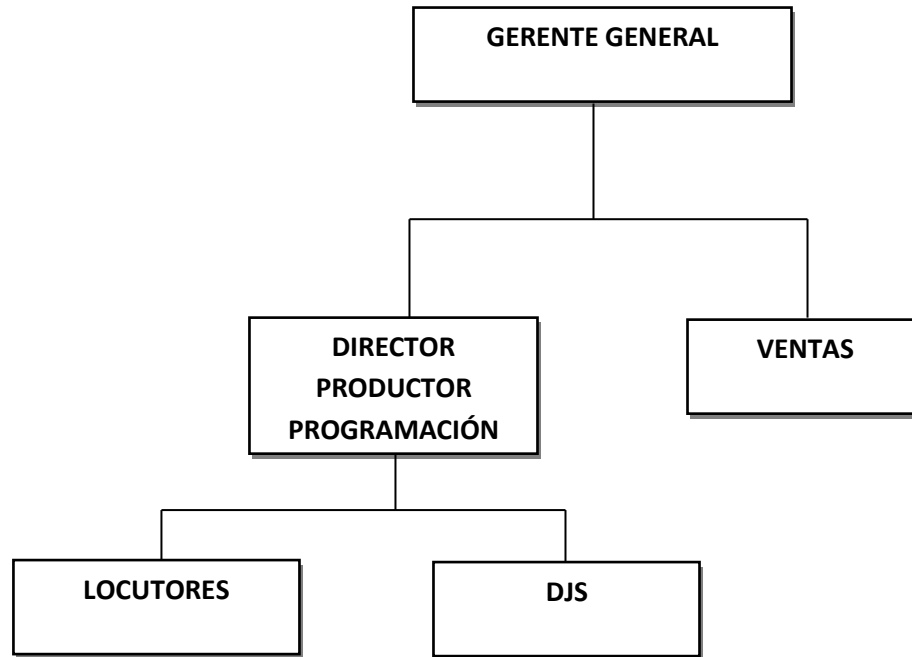 GERENTE GENERAL
DIRECTOR
PRODUCTOR
PROGRAMACIÓN
VENTAS
LOCUTORES
DJS